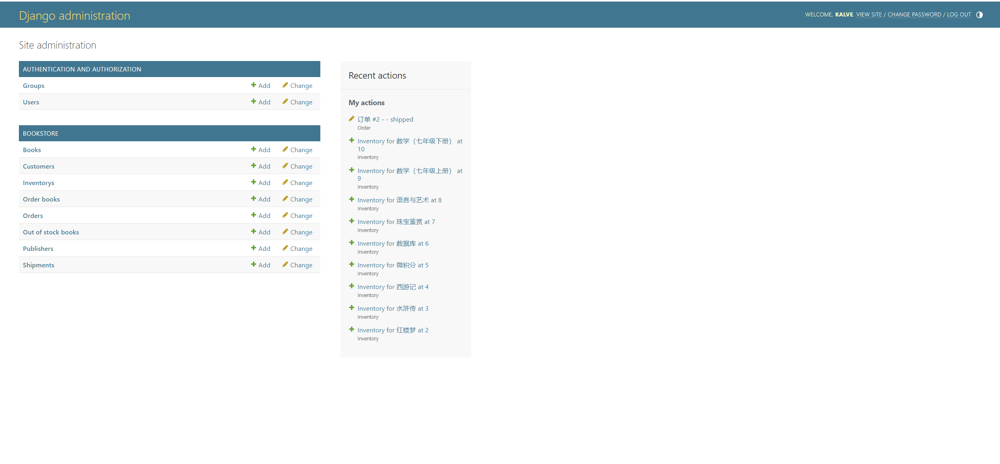 Django administration
WELCOME, KALVE. VIEW SITE / CHANGE PASSWORD / LOG OUT
Site administration
AUTHENTICATION AND AUTHORIZATION
Groups Add Change
Users Add Change
BOOKSTORE
Books Add Change
Customers Add Change
Inventorys Add Change
Order books Add Change
Orders Add Change
Out of stock books Add Change
Publishers Add Change
Shipments Add Change
Recent actions
My actions
订单 #2 - - shipped
Order
Inventory for 数学（七年级下册） at
10
Inventory
Inventory for 数学（七年级上册） at
9
Inventory
Inventory for 语言与艺术 at 8
Inventory
Inventory for 珠宝鉴赏 at 7
Inventory
Inventory for 数据库 at 6
Inventory
Inventory for 微积分 at 5
Inventory
Inventory for 西游记 at 4
Inventory
Inventory for 水浒传 at 3
Inventory
Inventory for 红楼梦 at 2
Inventory